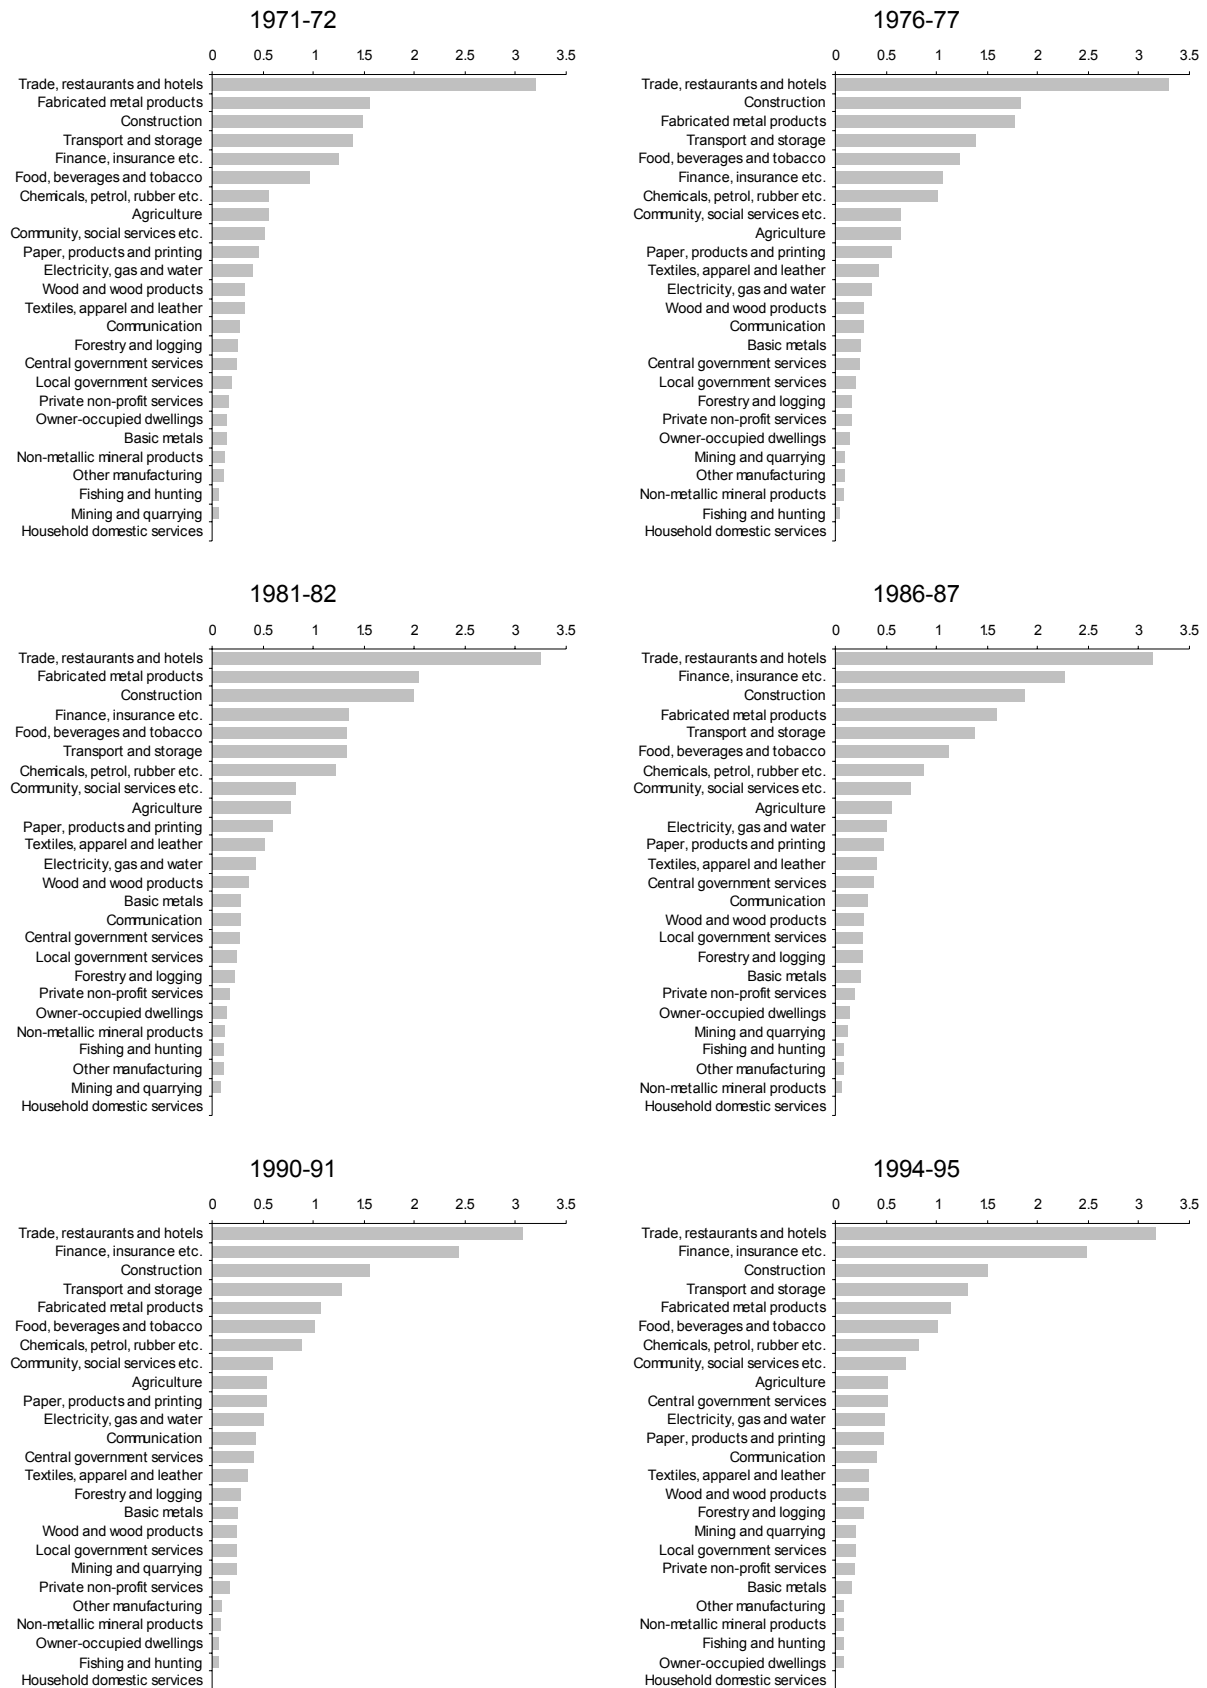 1971-72
0 0.5 1 1.5 2 2.5 3 3.5
Trade, restaurants and hotels
Fabricated metal products
Construction
Transport and storage
Finance, insurance etc.
Food, beverages and tobacco
Chemicals, petrol, rubber etc.
Agriculture
Community, social services etc.
Paper, products and printing
Electricity, gas and water
Wood and wood products
Textiles, apparel and leather
Communication
Forestry and logging
Central government services
Local government services
Private non-profit services
Owner-occupied dwellings
Basic metals
Non-metallic mineral products
Other manufacturing
Fishing and hunting
Mining and quarrying
Household domestic services
1976-77
0 0.5 1 1.5 2 2.5 3 3.5
Trade, restaurants and hotels
Construction
Fabricated metal products
Transport and storage
Food, beverages and tobacco
Finance, insurance etc.
Chemicals, petrol, rubber etc.
Community, social services etc.
Agriculture
Paper, products and printing
Textiles, apparel and leather
Electricity, gas and water
Wood and wood products
Communication
Basic metals
Central government services
Local government services
Forestry and logging
Private non-profit services
Owner-occupied dwellings
Mining and quarrying
Other manufacturing
Non-metallic mineral products
Fishing and hunting
Household domestic services
1981-82
0 0.5 1 1.5 2 2.5 3 3.5
Trade, restaurants and hotels
Fabricated metal products
Construction
Finance, insurance etc.
Food, beverages and tobacco
Transport and storage
Chemicals, petrol, rubber etc.
Community, social services etc.
Agriculture
Paper, products and printing
Textiles, apparel and leather
Electricity, gas and water
Wood and wood products
Basic metals
Communication
Central government services
Local government services
Forestry and logging
Private non-profit services
Owner-occupied dwellings
Non-metallic mineral products
Fishing and hunting
Other manufacturing
Mining and quarrying
Household domestic services
1986-87
0 0.5 1 1.5 2 2.5 3 3.5
Trade, restaurants and hotels
Finance, insurance etc.
Construction
Fabricated metal products
Transport and storage
Food, beverages and tobacco
Chemicals, petrol, rubber etc.
Community, social services etc.
Agriculture
Electricity, gas and water
Paper, products and printing
Textiles, apparel and leather
Central government services
Communication
Wood and wood products
Local government services
Forestry and logging
Basic metals
Private non-profit services
Owner-occupied dwellings
Mining and quarrying
Fishing and hunting
Other manufacturing
Non-metallic mineral products
Household domestic services
1990-91
0 0.5 1 1.5 2 2.5 3 3.5
Trade, restaurants and hotels
Finance, insurance etc.
Construction
Transport and storage
Fabricated metal products
Food, beverages and tobacco
Chemicals, petrol, rubber etc.
Community, social services etc.
Agriculture
Paper, products and printing
Electricity, gas and water
Communication
Central government services
Textiles, apparel and leather
Forestry and logging
Basic metals
Wood and wood products
Local government services
Mining and quarrying
Private non-profit services
Other manufacturing
Non-metallic mineral products
Owner-occupied dwellings
Fishing and hunting
Household domestic services
1994-95
0 0.5 1 1.5 2 2.5 3 3.5
Trade, restaurants and hotels
Finance, insurance etc.
Construction
Transport and storage
Fabricated metal products
Food, beverages and tobacco
Chemicals, petrol, rubber etc.
Community, social services etc.
Agriculture
Central government services
Electricity, gas and water
Paper, products and printing
Communication
Textiles, apparel and leather
Wood and wood products
Forestry and logging
Mining and quarrying
Local government services
Private non-profit services
Basic metals
Other manufacturing
Non-metallic mineral products
Fishing and hunting
Owner-occupied dwellings
Household domestic services